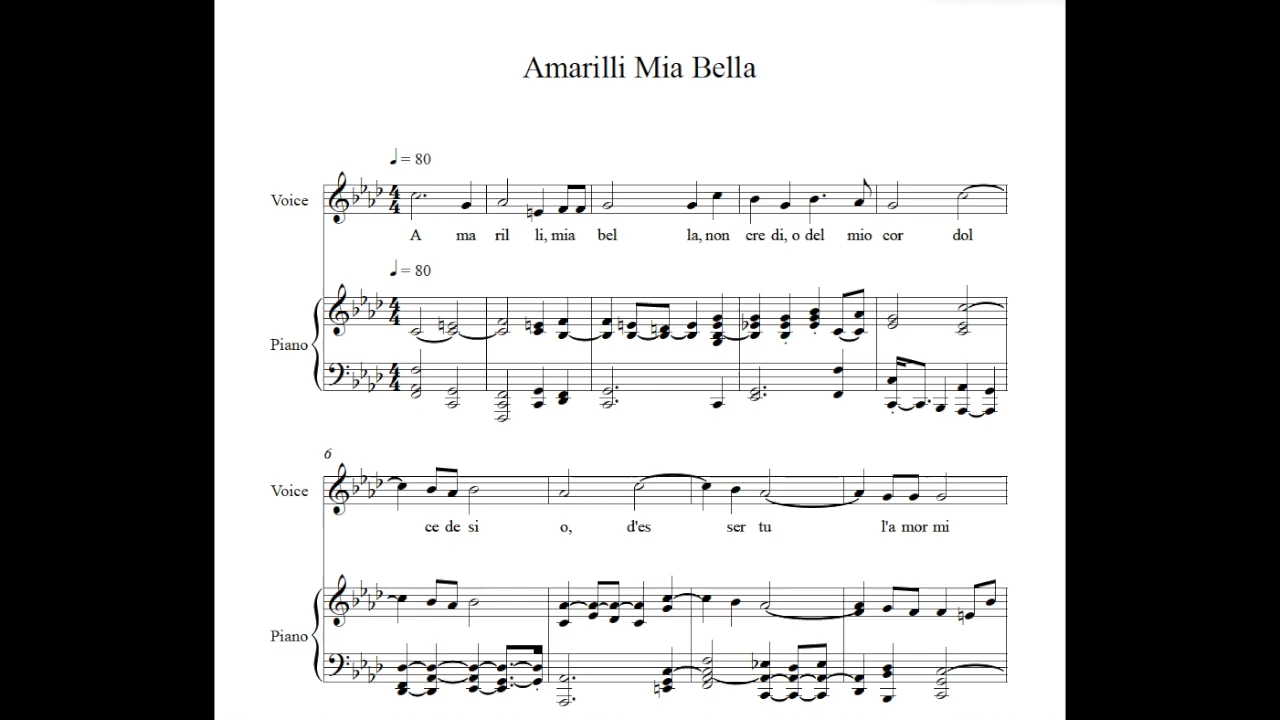 Amarilli Mia Bella
♩ = 80
Voice
4
4
A ma ril li, mia bel la, non cre di, o del mio cor dol
♩ = 80
Piano
4
4
4
4
6
Voice
ce de si o, d'es ser tu l'a mor mi
Piano